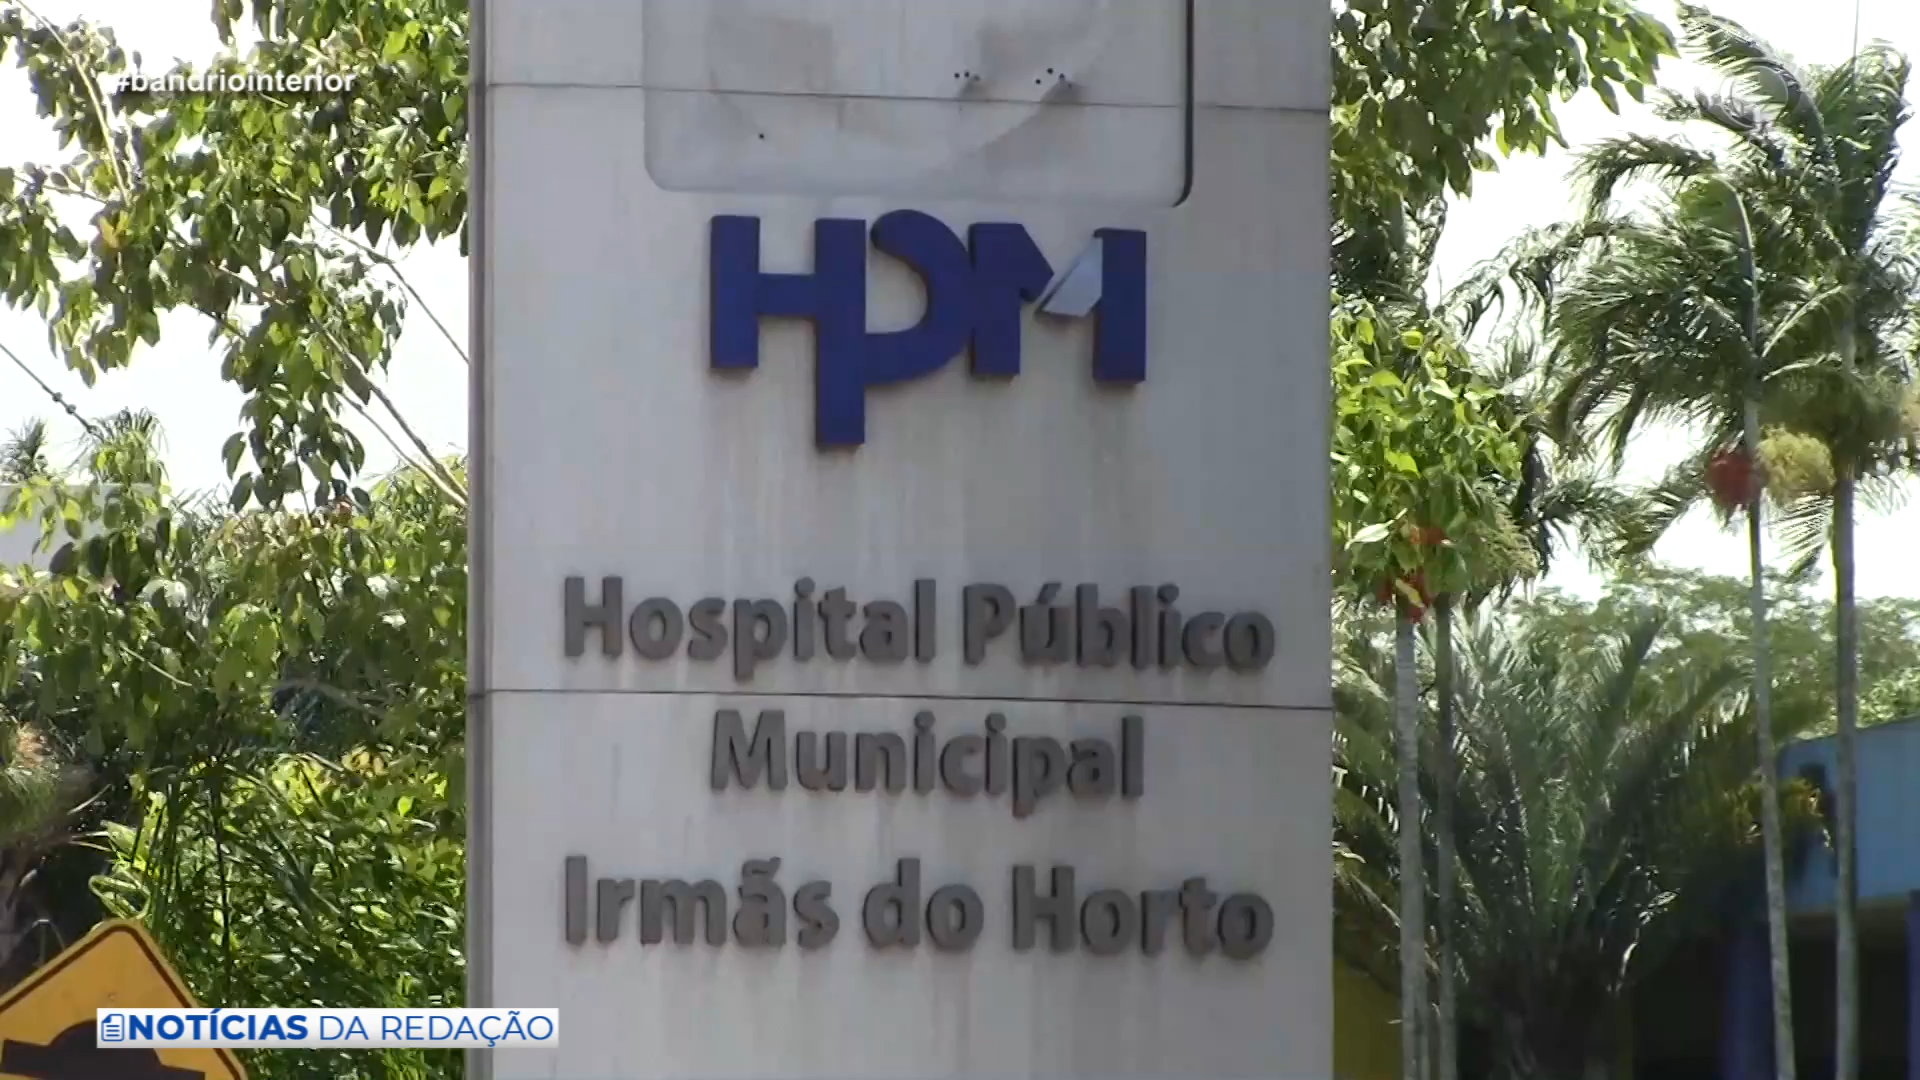 #bandriointerior
HPM
Hospital Público
Municipal
Irmãs do Horto
NOTÍCIAS DA REDAÇÃO